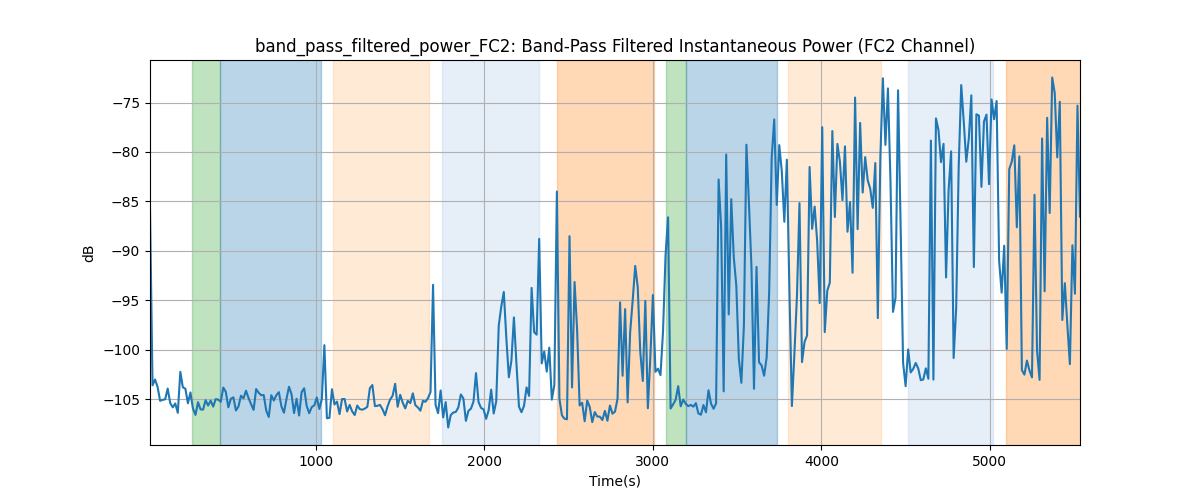 band_pass_filtered_power_FC2: Band-Pass Filtered Instantaneous Power (FC2 Channel)
−75
−80
−85
−90
−95
−100
−105
dB
1000 2000 3000 4000 5000
Time(s)